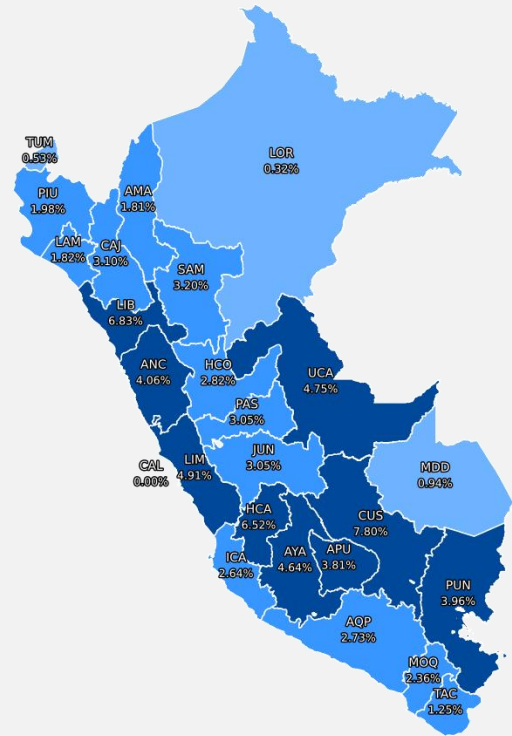 TUM
0.53%
LOR
0.32%
PIU
1.98%
AMA
1.81%
LAM
1.82%
CAJ
3.10%
SAM
3.20%
LIB
6.83%
ANC
4.06%
HCO
2.82%
UCA
4.75%
PAS
3.05%
CAL
0.00%
LIM
4.91%
JUN
3.05%
MDD
0.94%
HCA
6.52%
CUS
7.80%
ICA
2.64%
AYA
4.64%
APU
3.81%
PUN
3.96%
AQP
2.73%
MOQ
2.36%
TAC
1.25%